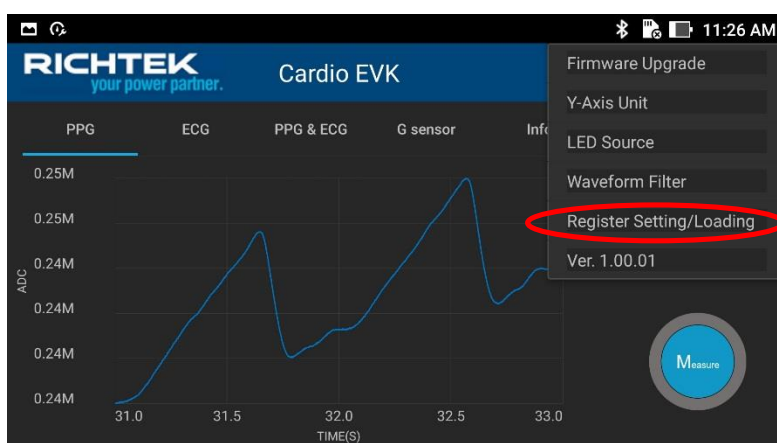 11:26 AM
RICHTEK
your power partner.
Cardio EVK
Firmware Upgrade
Y-Axis Unit
LED Source
Waveform Filter
Register Setting/Loading
Ver. 1.00.01
PPG
ECG
PPG & ECG
G sensor
0.25M
0.25M
0.24M
0.24M
0.24M
0.24M
ADC
31.0
31.5
32.0
32.5
33.0
TIME(S)
Measure